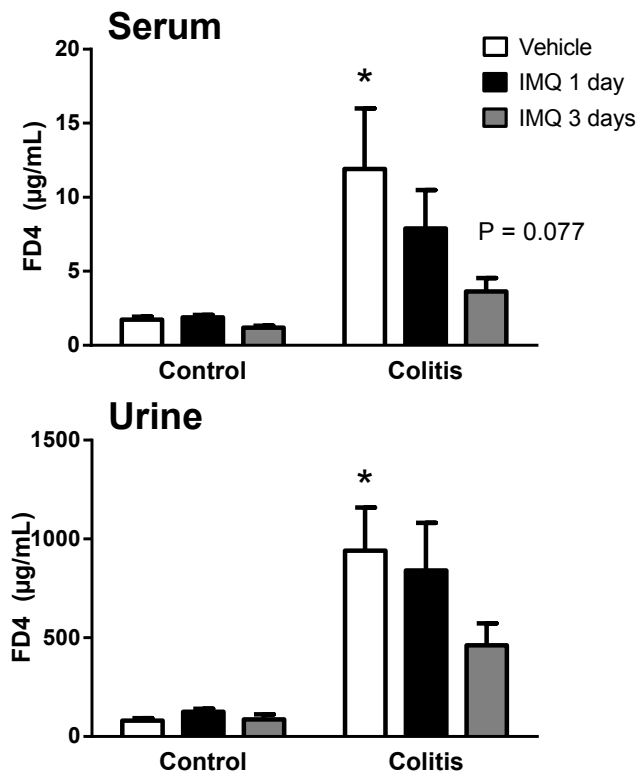 Serum
Vehicle
IMQ 1 day
IMQ 3 days
FD4 (µg/mL)
20
15
10
5
0
*
P = 0.077
Control
Colitis
Urine
FD4 (µg/mL)
1500
1000
500
0
*
Control
Colitis